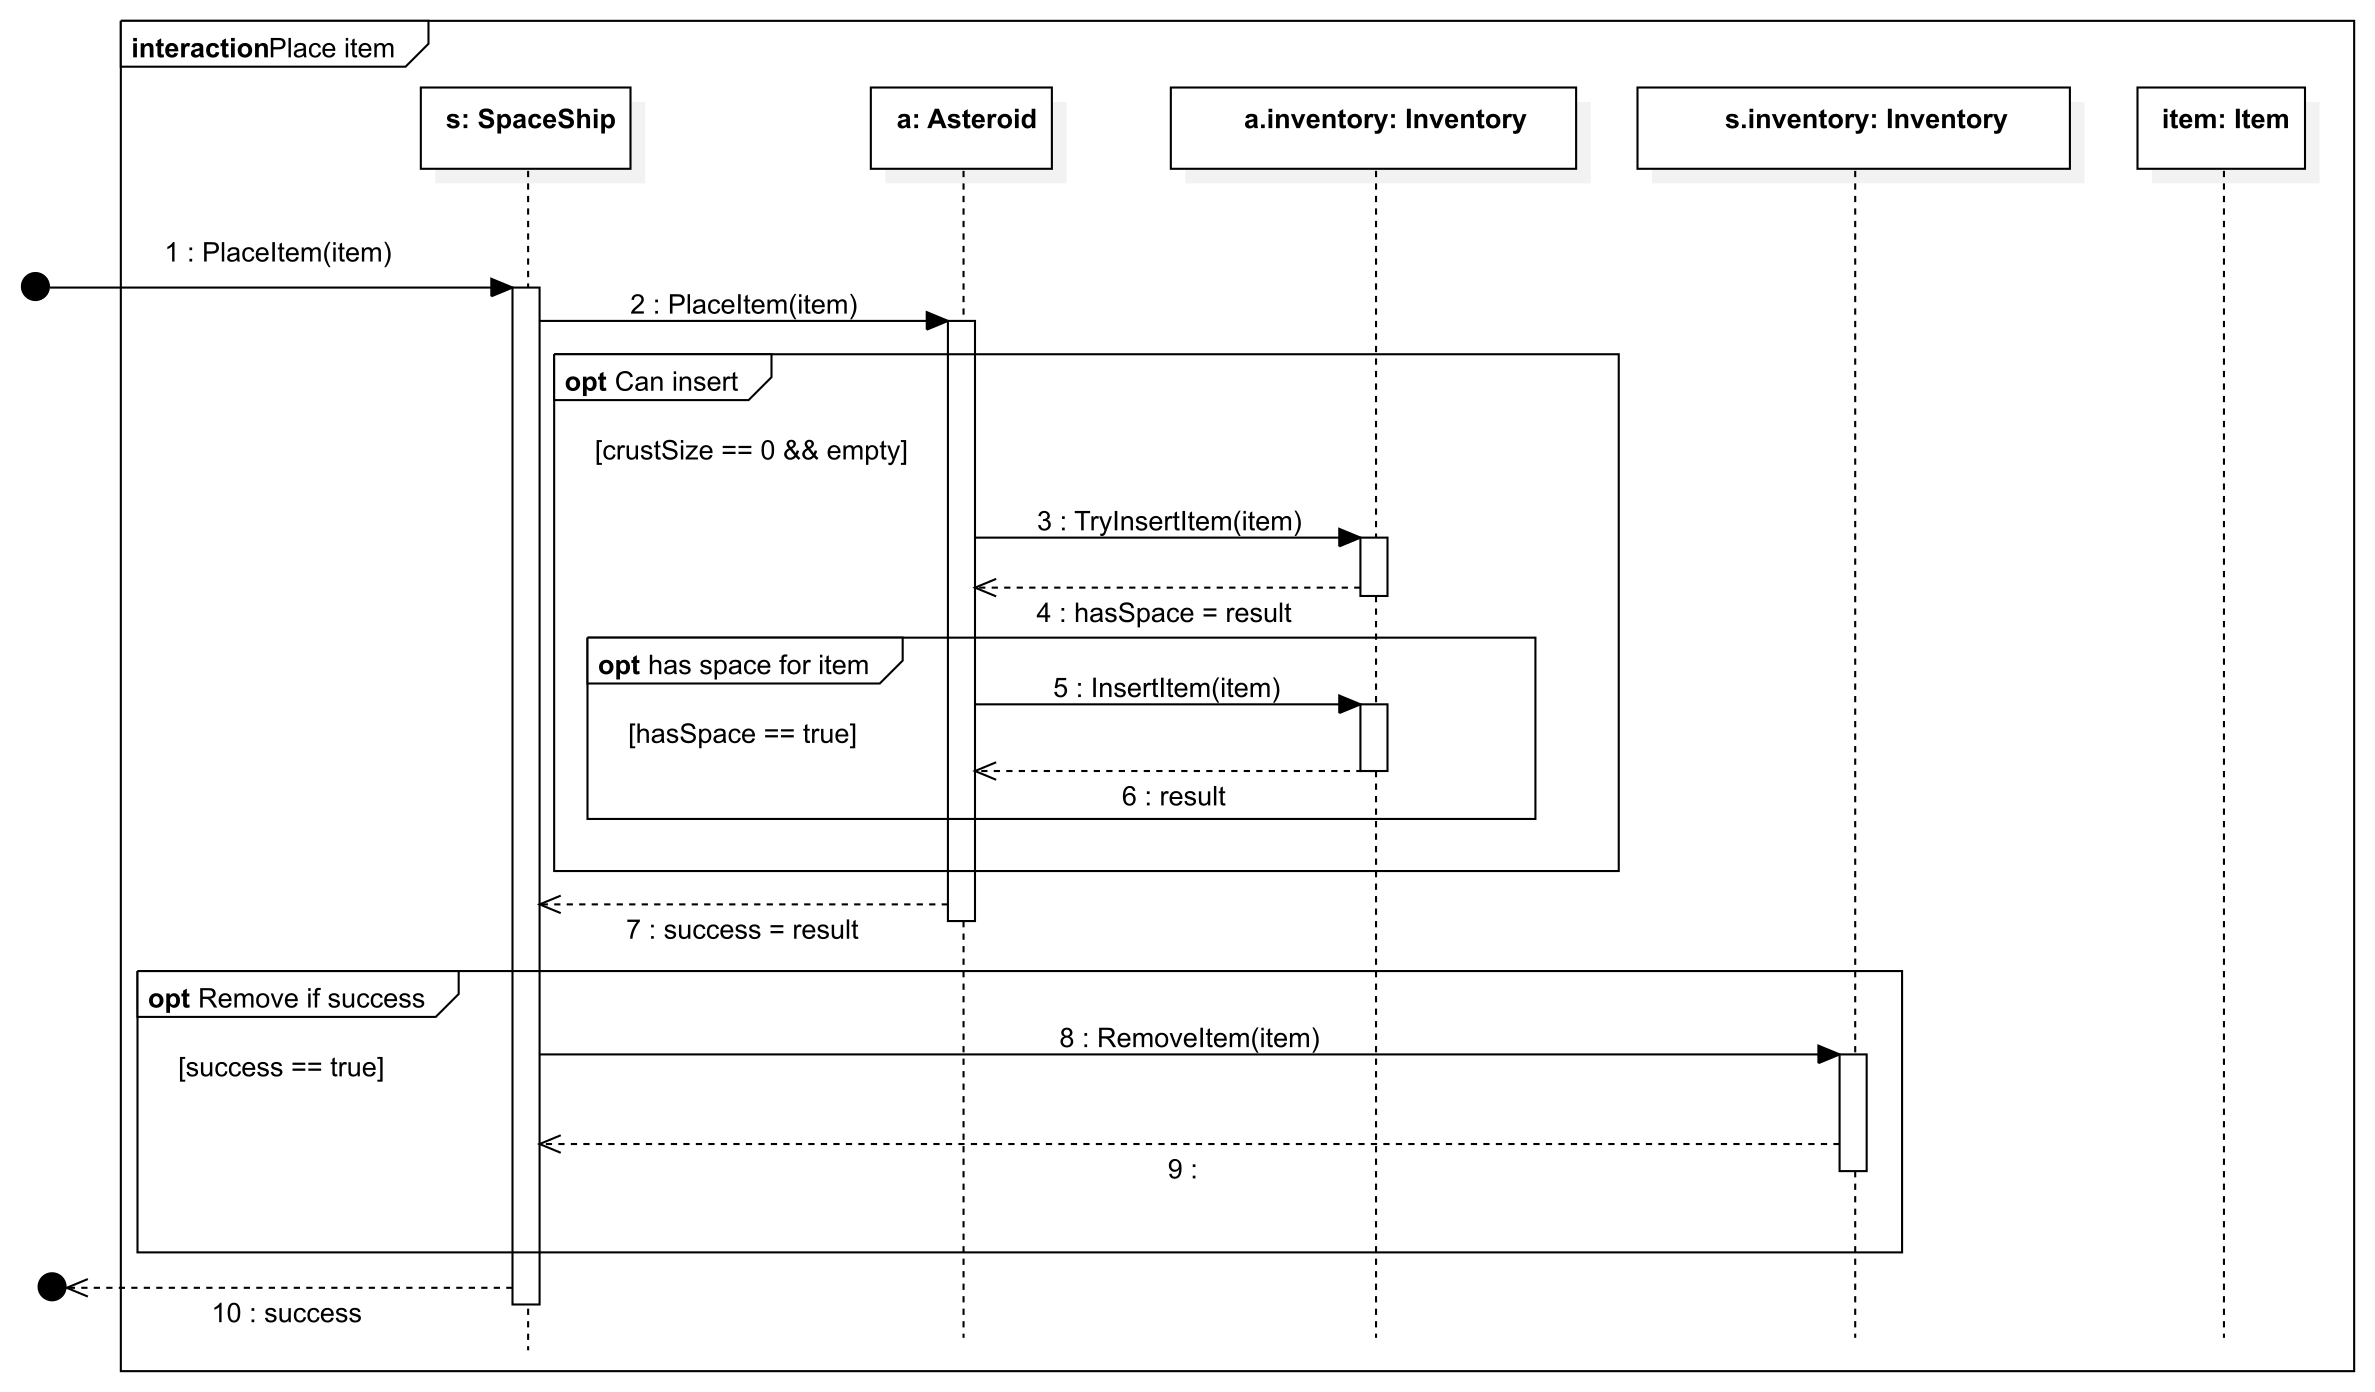 interactionPlace item
s: SpaceShip
a: Asteroid
a.inventory: Inventory
s.inventory: Inventory
item: Item
1 : PlaceItem(item)
2 : PlaceItem(item)
opt Can insert
[crustSize == 0 && empty]
3 : TryInsertItem(item)
4 : hasSpace = result
opt has space for item
5 : InsertItem(item)
[hasSpace == true]
6 : result
7 : success = result
opt Remove if success
8 : RemoveItem(item)
[success == true]
9 :
10 : success